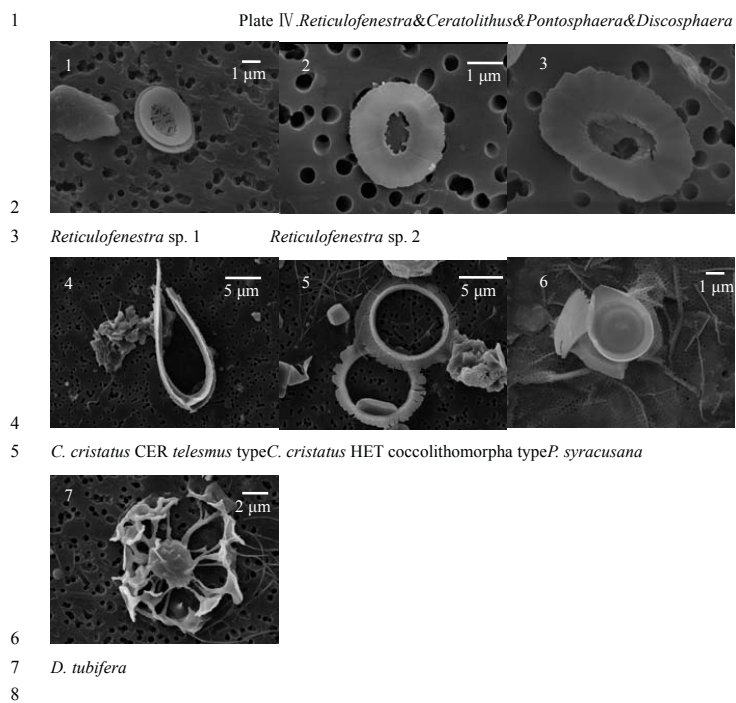 1 Plate Ⅳ.Reticulofenestra&Ceratolithus&Pontosphaera&Discosphaera
1 1 μm 2 1 μm 3
2
3 Reticulofenestra sp. 1 Reticulofenestra sp. 2
4 5 μm 5 5 μm 6 1 μm
4
5 C. cristatus CER telesmus typeC. cristatus HET coccolithomorpha typeP. syracusana
7 2 μm
6
7 D. tubifera
8